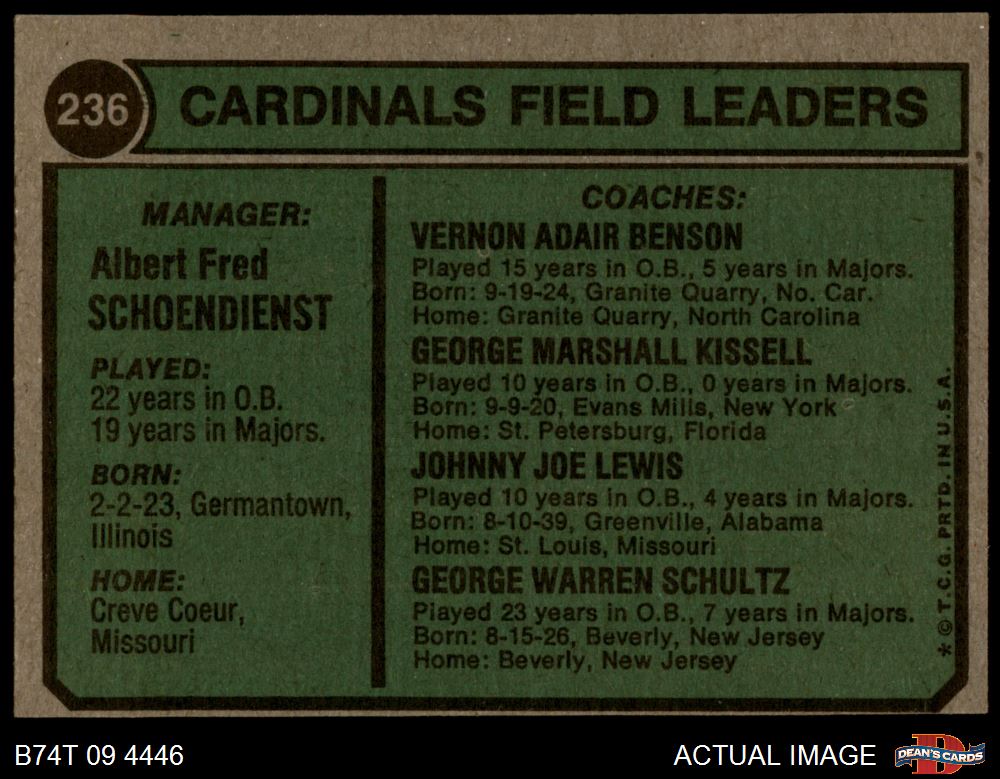 236
CARDINALS FIELD LEADERS
MANAGER:
Albert Fred
SCHOENDIENST
PLAYED:
22 years in O.B.
19 years in Majors.
BORN:
2-2-23, Germantown,
Illinois
HOME:
Creve Coeur,
Missouri
COACHES:
VERNON ADAIR BENSON
Played 15 years in O.B., 5 years in Majors.
Born: 9-19-24, Granite Quarry, No. Car.
Home: Granite Quarry, North Carolina
GEORGE MARSHALL KISSELL
Played 10 years in O.B., 0 years in Majors.
Born: 9-9-20, Evans Mills, New York
Home: St. Petersburg, Florida
JOHNNY JOE LEWIS
Played 10 years in O.B., 4 years in Majors.
Born: 8-10-39, Greenville, Alabama
Home: St. Louis, Missouri
GEORGE WARREN SCHULTZ
Played 23 years in O.B., 7 years in Majors.
Born: 8-15-26, Beverly, New Jersey
Home: Beverly, New Jersey
* © T.C.G. PRTD. IN U.S.A.
B74T 09 4446
ACTUAL IMAGE
D
DEAN'S CARDS